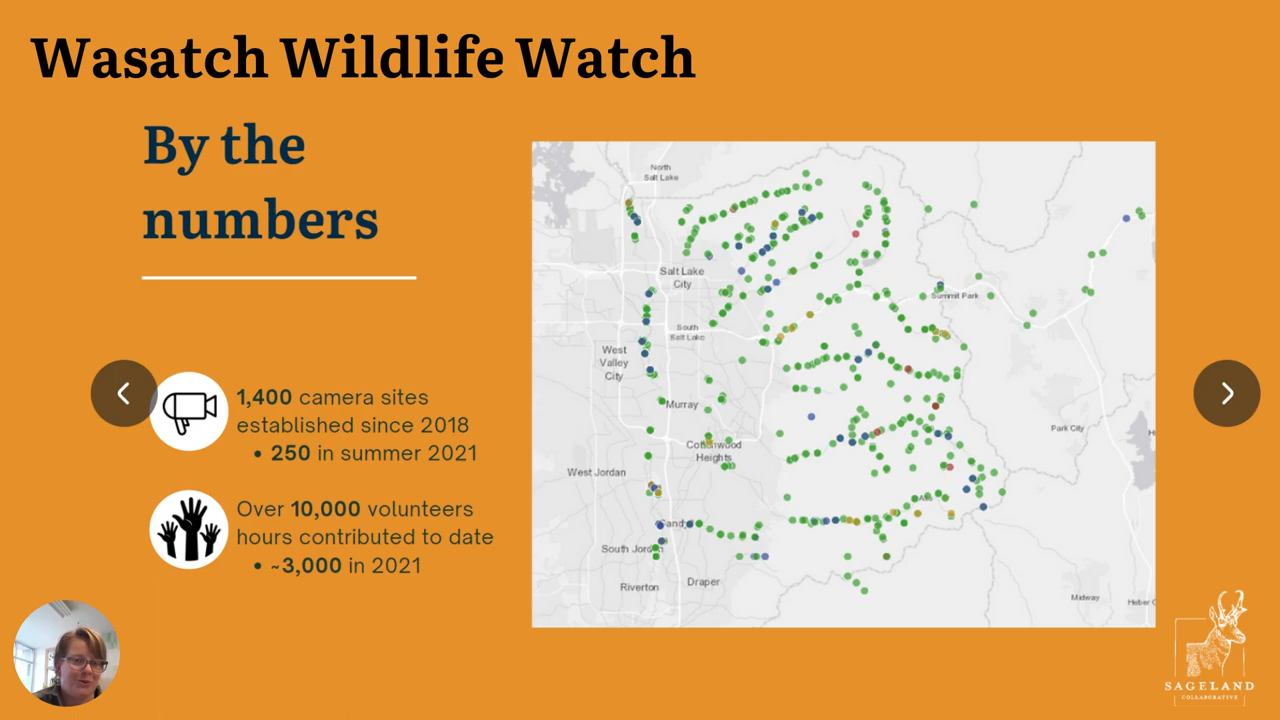 Wasatch Wildlife Watch
By the
numbers
1,400 camera sites
established since 2018
• 250 in summer 2021
Over 10,000 volunteers
hours contributed to date
• ~3,000 in 2021
North
Salt Lake
Salt Lake
City
Summit Park
South
Salt Lake
West
Valley
City
Murray
Park City
Cottonwood
Heights
West Jordan
Alta
Sandy
South Jordan
Riverton
Draper
Midway
Heber C
SAGELAND
COLLABORATIVE